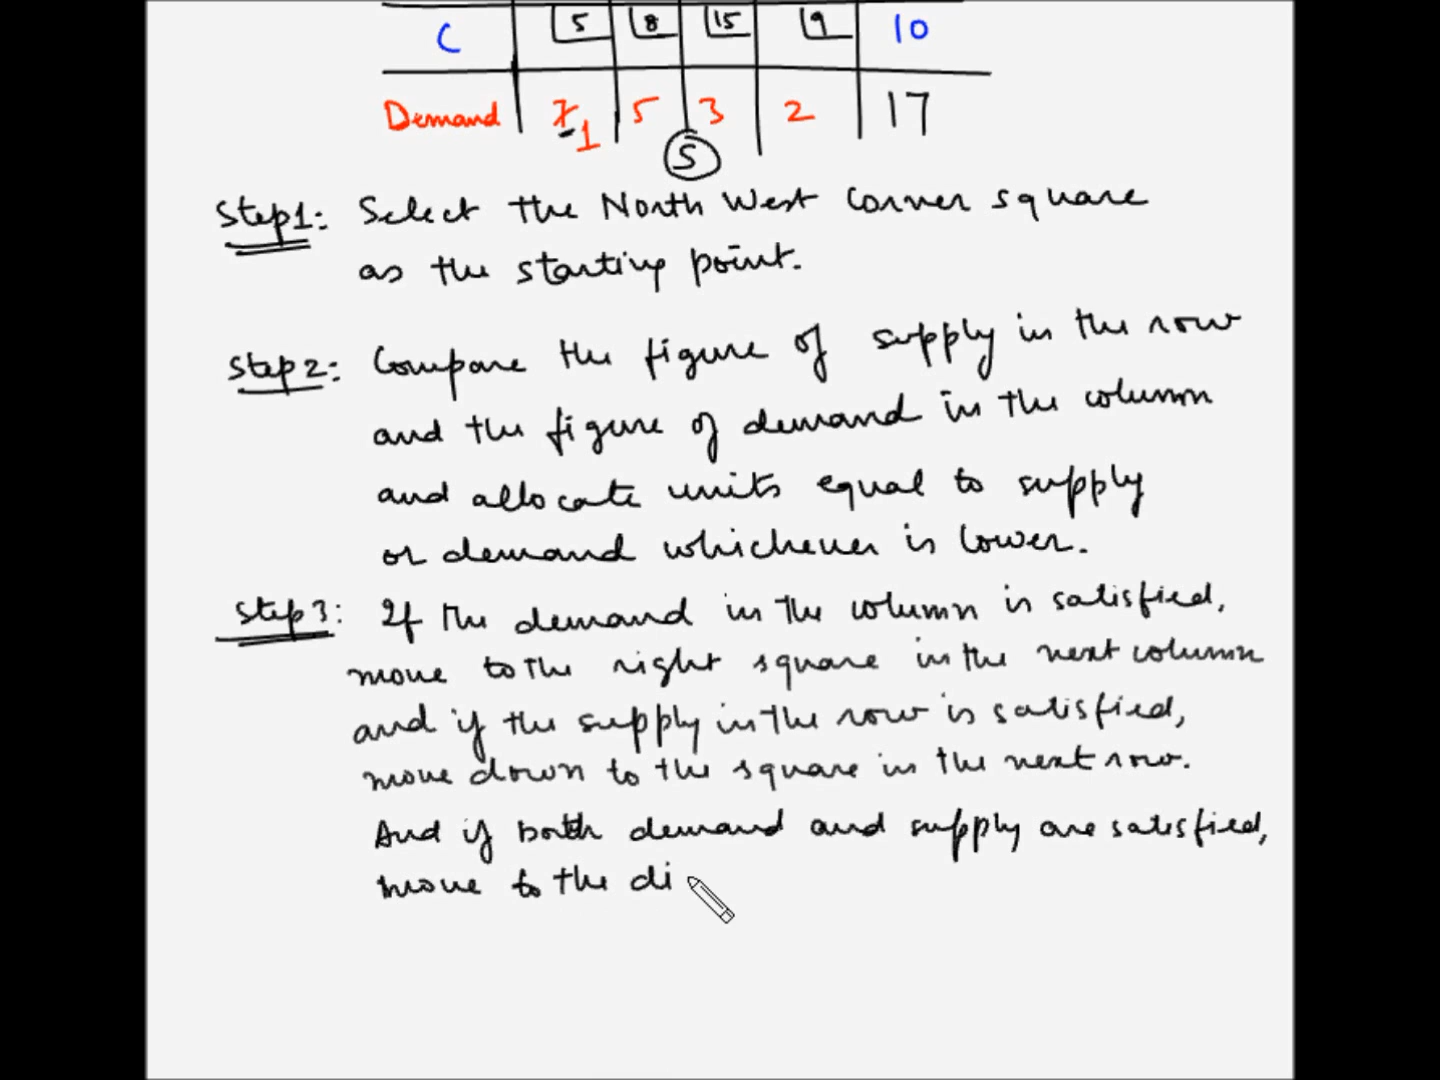 C 5 8 15 9 10
Demand 7 1 5 3 2 17
S
Step1: Select the North West Corner square
as the starting point.
Step2: Compare the figure of supply in the row
and the figure of demand in the column
and allocate units equal to supply
or demand whichever is lower.
Step3: If the demand in the column is satisfied,
move to the right square in the next column
and if the supply in the row is satisfied,
move down to the square in the next row.
And if both demand and supply are satisfied,
move to the di